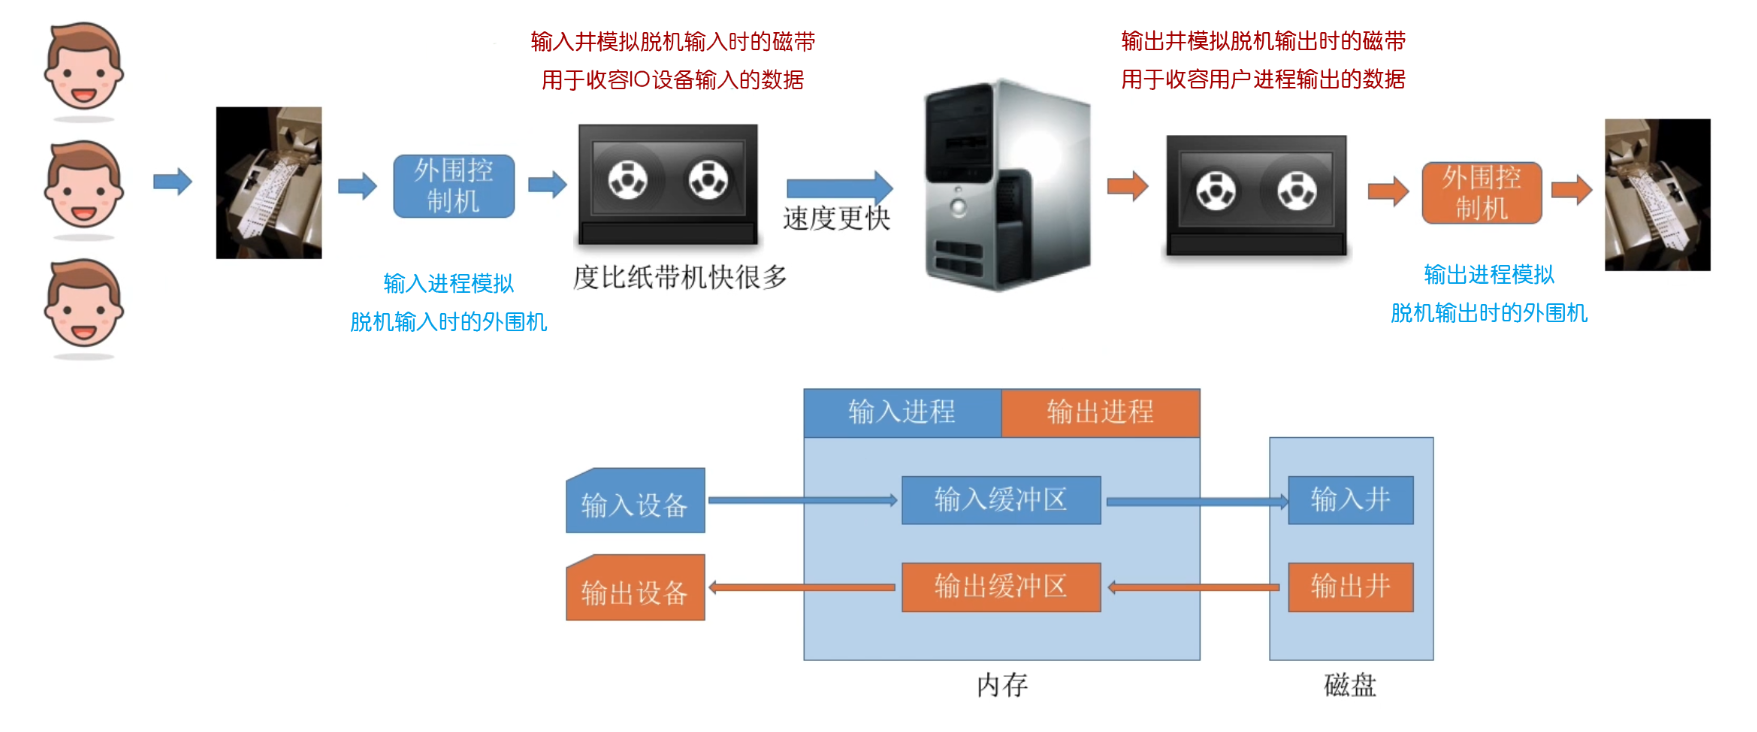 输入井模拟脱机输入时的磁带
用于收容IO设备输入的数据
输出井模拟脱机输出时的磁带
用于收容用户进程输出的数据
外围控
制机
速度更快
外围控
制机
度比纸带机快很多
输入进程模拟
脱机输入时的外围机
输出进程模拟
脱机输出时的外围机
输入进程
输出进程
输入设备
输入缓冲区
输入井
输出设备
输出缓冲区
输出井
内存
磁盘